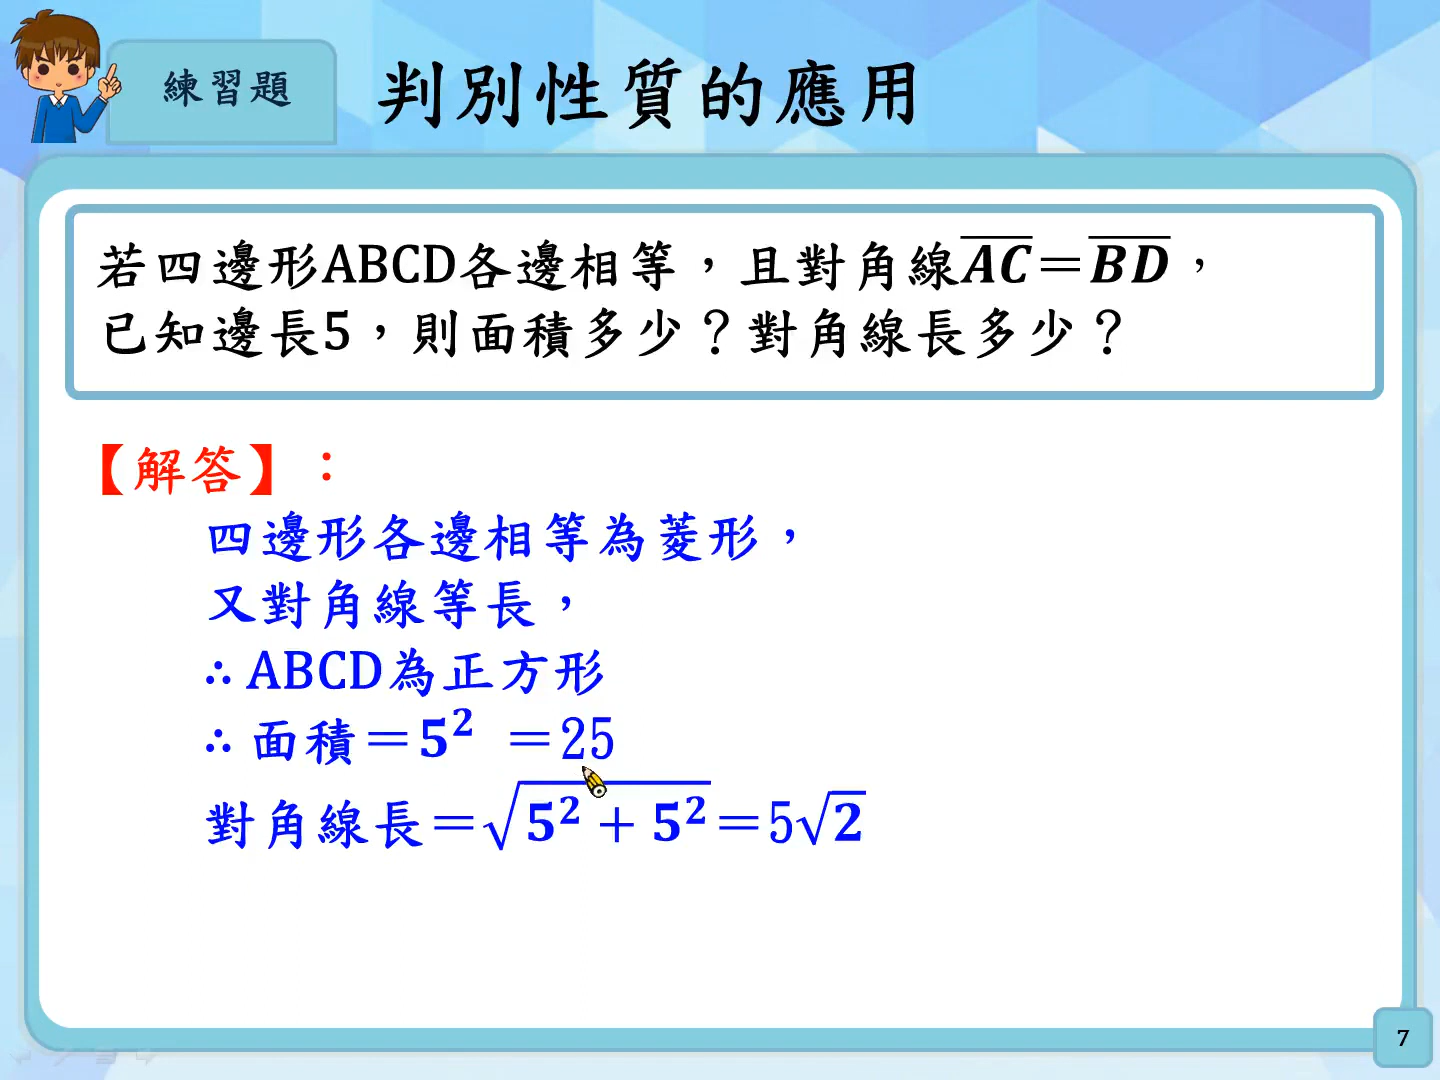 練習題
判別性質的應用
若四邊形ABCD各邊相等，且對角線A̅C̅＝B̅D̅，
已知邊長5，則面積多少？對角線長多少？
【解答】：
四邊形各邊相等為菱形，
又對角線等長，
∴ABCD為正方形
∴面積＝5² ＝25
對角線長＝√(5² + 5²)＝5√2
7